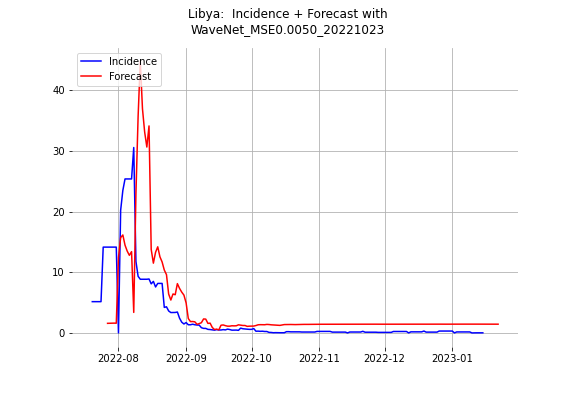 Libya:  Incidence + Forecast with
WaveNet_MSE0.0050_20221023
Incidence
Forecast
40
30
20
10
0
2022-08
2022-09
2022-10
2022-11
2022-12
2023-01